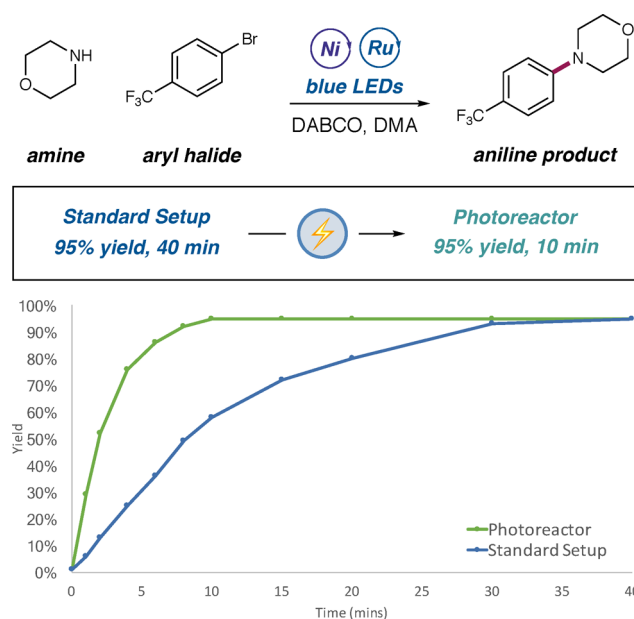 NH
O
Br
F₃C
Ni
Ru
blue LEDs
DABCO, DMA
O
N
F₃C
amine
aryl halide
aniline product
Standard Setup
95% yield, 40 min
Photoreactor
95% yield, 10 min
100%
90%
80%
70%
60%
50%
40%
30%
20%
10%
0%
Yield
Photoreactor
Standard Setup
0
5
10
15
20
25
30
35
40
Time (mins)